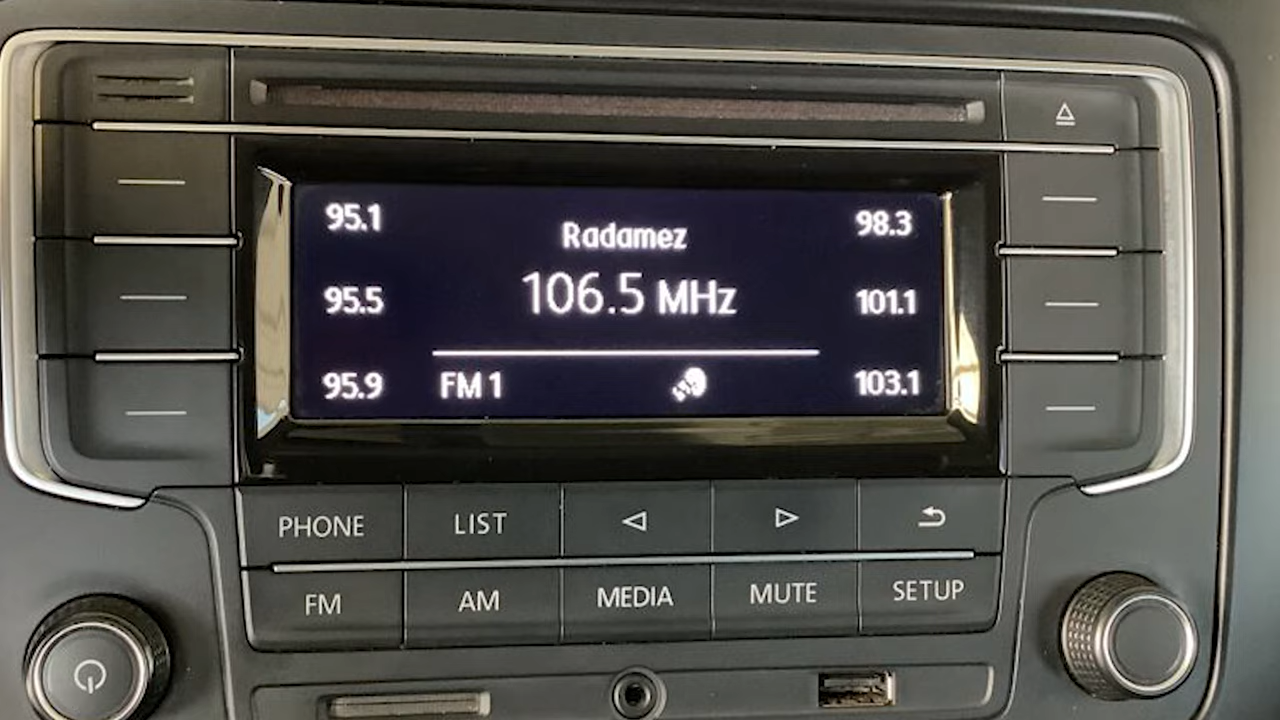 95.1
Radamez
98.3
95.5
106.5 MHz
101.1
95.9
FM 1
103.1
PHONE
LIST
FM
AM
MEDIA
MUTE
SETUP